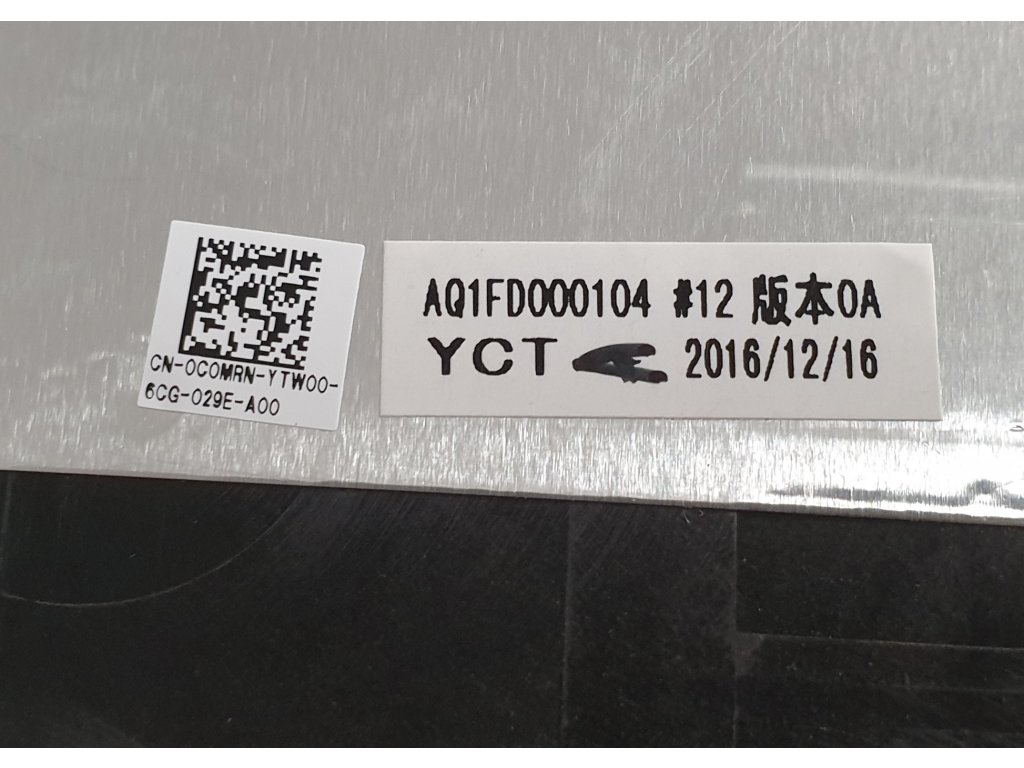 CN-0C0MRN-YTW00-
6CG-029E-A00
AQ1FD000104 #12 版本0A
YCT 2016/12/16